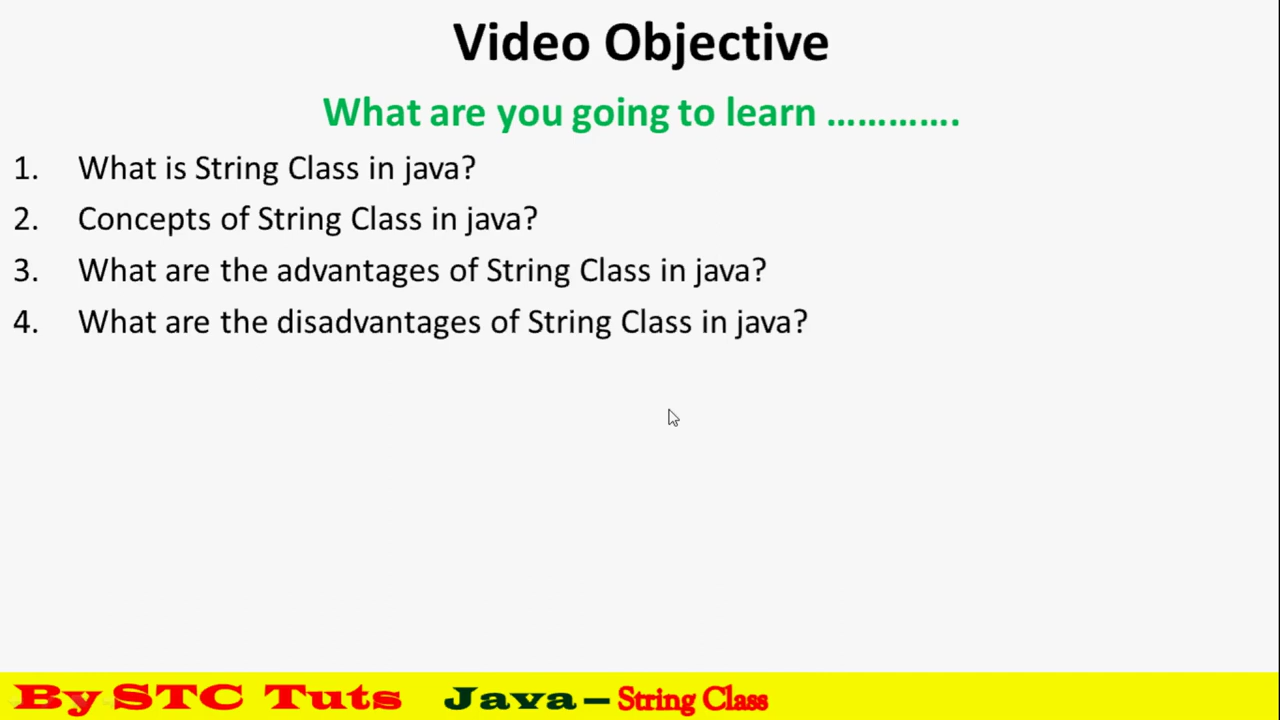 Video Objective
What are you going to learn ………….
1. What is String Class in java?
2. Concepts of String Class in java?
3. What are the advantages of String Class in java?
4. What are the disadvantages of String Class in java?
By STC Tuts Java – String Class